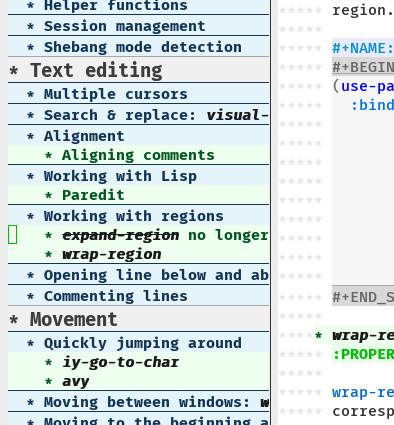 * Helper functions
* Session management
* Shebang mode detection
* Text editing
* Multiple cursors
* Search & replace: visual-
* Alignment
* Aligning comments
* Working with Lisp
* Paredit
* Working with regions
* expand-region no longer
* wrap-region
* Opening line below and ab
* Commenting lines
* Movement
* Quickly jumping around
* iy-go-to-char
* avy
* Moving between windows: w
* Moving to the beginning a
***** region.
*****
***** #+NAME:
***** #+BEGIN
***** (use-pa
***** :bind
*****
*****
*****
*****
*****
*****
*****
*****
*****
***** #+END_S
*****
* wrap-re
***** :PROPER
*****
***** wrap-re
***** corresp